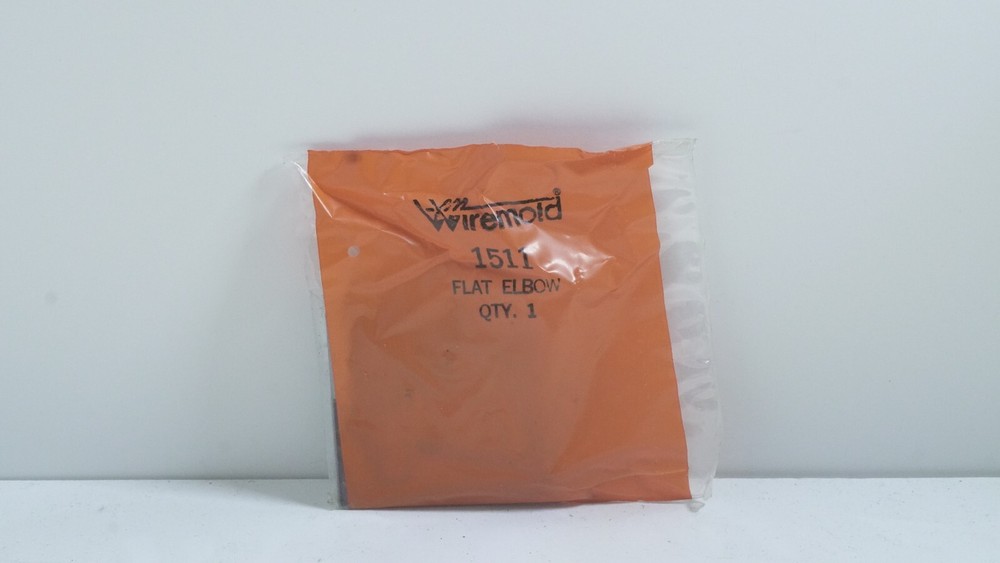 Wiremold®
1511
FLAT ELBOW
QTY. 1